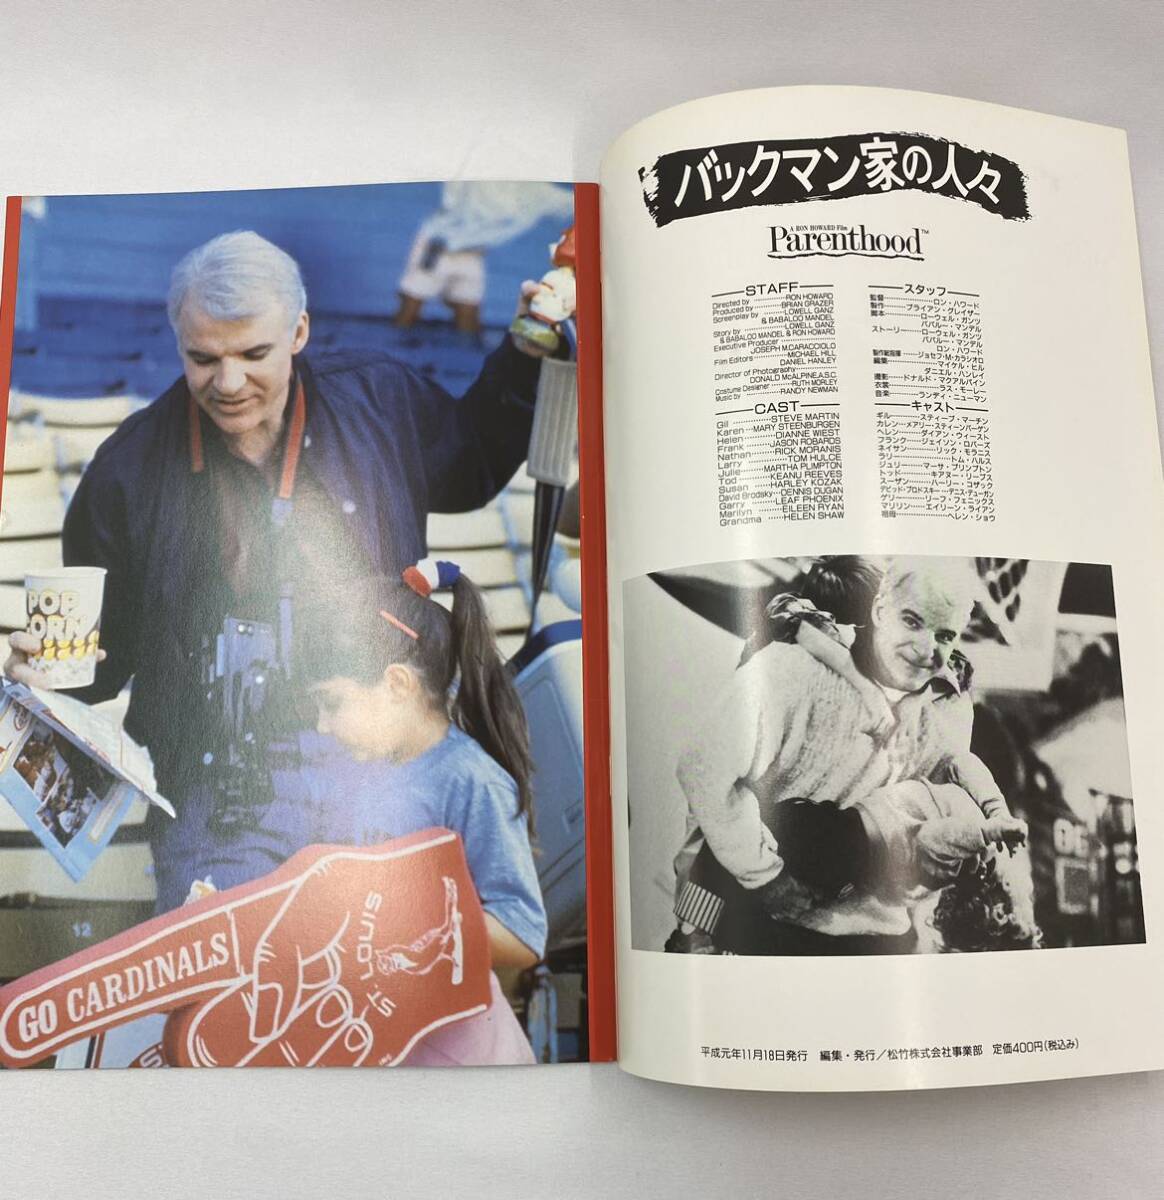 POP
CORN
12
GO CARDINALS
ST. LOUIS
INC
バックマン家の人々
A RON HOWARD Film
Parenthood™
STAFF
Directed by RON HOWARD
Produced by BRIAN GRAZER
Screenplay by LOWELL GANZ
& BABALOO MANDEL
Story by LOWELL GANZ
& BABALOO MANDEL & RON HOWARD
Executive Producer
JOSEPH M.CARACCIOLO
Film Editors MICHAEL HILL
DANIEL HANLEY
Director of Photography
DONALD McALPINE,A.S.C.
Costume Designer RUTH MORLEY
Music by RANDY NEWMAN
CAST
Gil STEVE MARTIN
Karen MARY STEENBURGEN
Helen DIANNE WIEST
Frank JASON ROBARDS
Nathan RICK MORANIS
Larry TOM HULCE
Julie MARTHA PLIMPTON
Tod KEANU REEVES
Susan HARLEY KOZAK
David Brodsky DENNIS DUGAN
Garry LEAF PHOENIX
Marilyn EILEEN RYAN
Grandma HELEN SHAW
スタッフ
監督 ロン・ハワード
製作 ブライアン・グレイザー
脚本 ローウェル・ガンツ
ババルー・マンデル
ストーリー ローウェル・ガンツ
ババルー・マンデル
ロン・ハワード
製作総指揮 ジョセフ・M・カラシオロ
編集 マイケル・ヒル
ダニエル・ハンレイ
撮影 ドナルド・マクアルパイン
衣裳 ラス・モーレー
音楽 ランディ・ニューマン
キャスト
ギル スティーブ・マーチン
カレン メアリー・スティーンバーゲン
ヘレン ダイアン・ウィースト
フランク ジェイソン・ロバーズ
ネイサン リック・モラニス
ラリー トム・ハルス
ジュリー マーサ・プリンプトン
トッド キアヌー・リーブス
スーザン ハーリー・コザック
デビッド・ブロドスキー デニス・デューガン
ゲリー リーフ・フェニックス
マリリン エイリーン・ライアン
祖母 ヘレン・ショウ
平成元年11月18日発行 編集・発行／松竹株式会社事業部 定価400円(税込み)